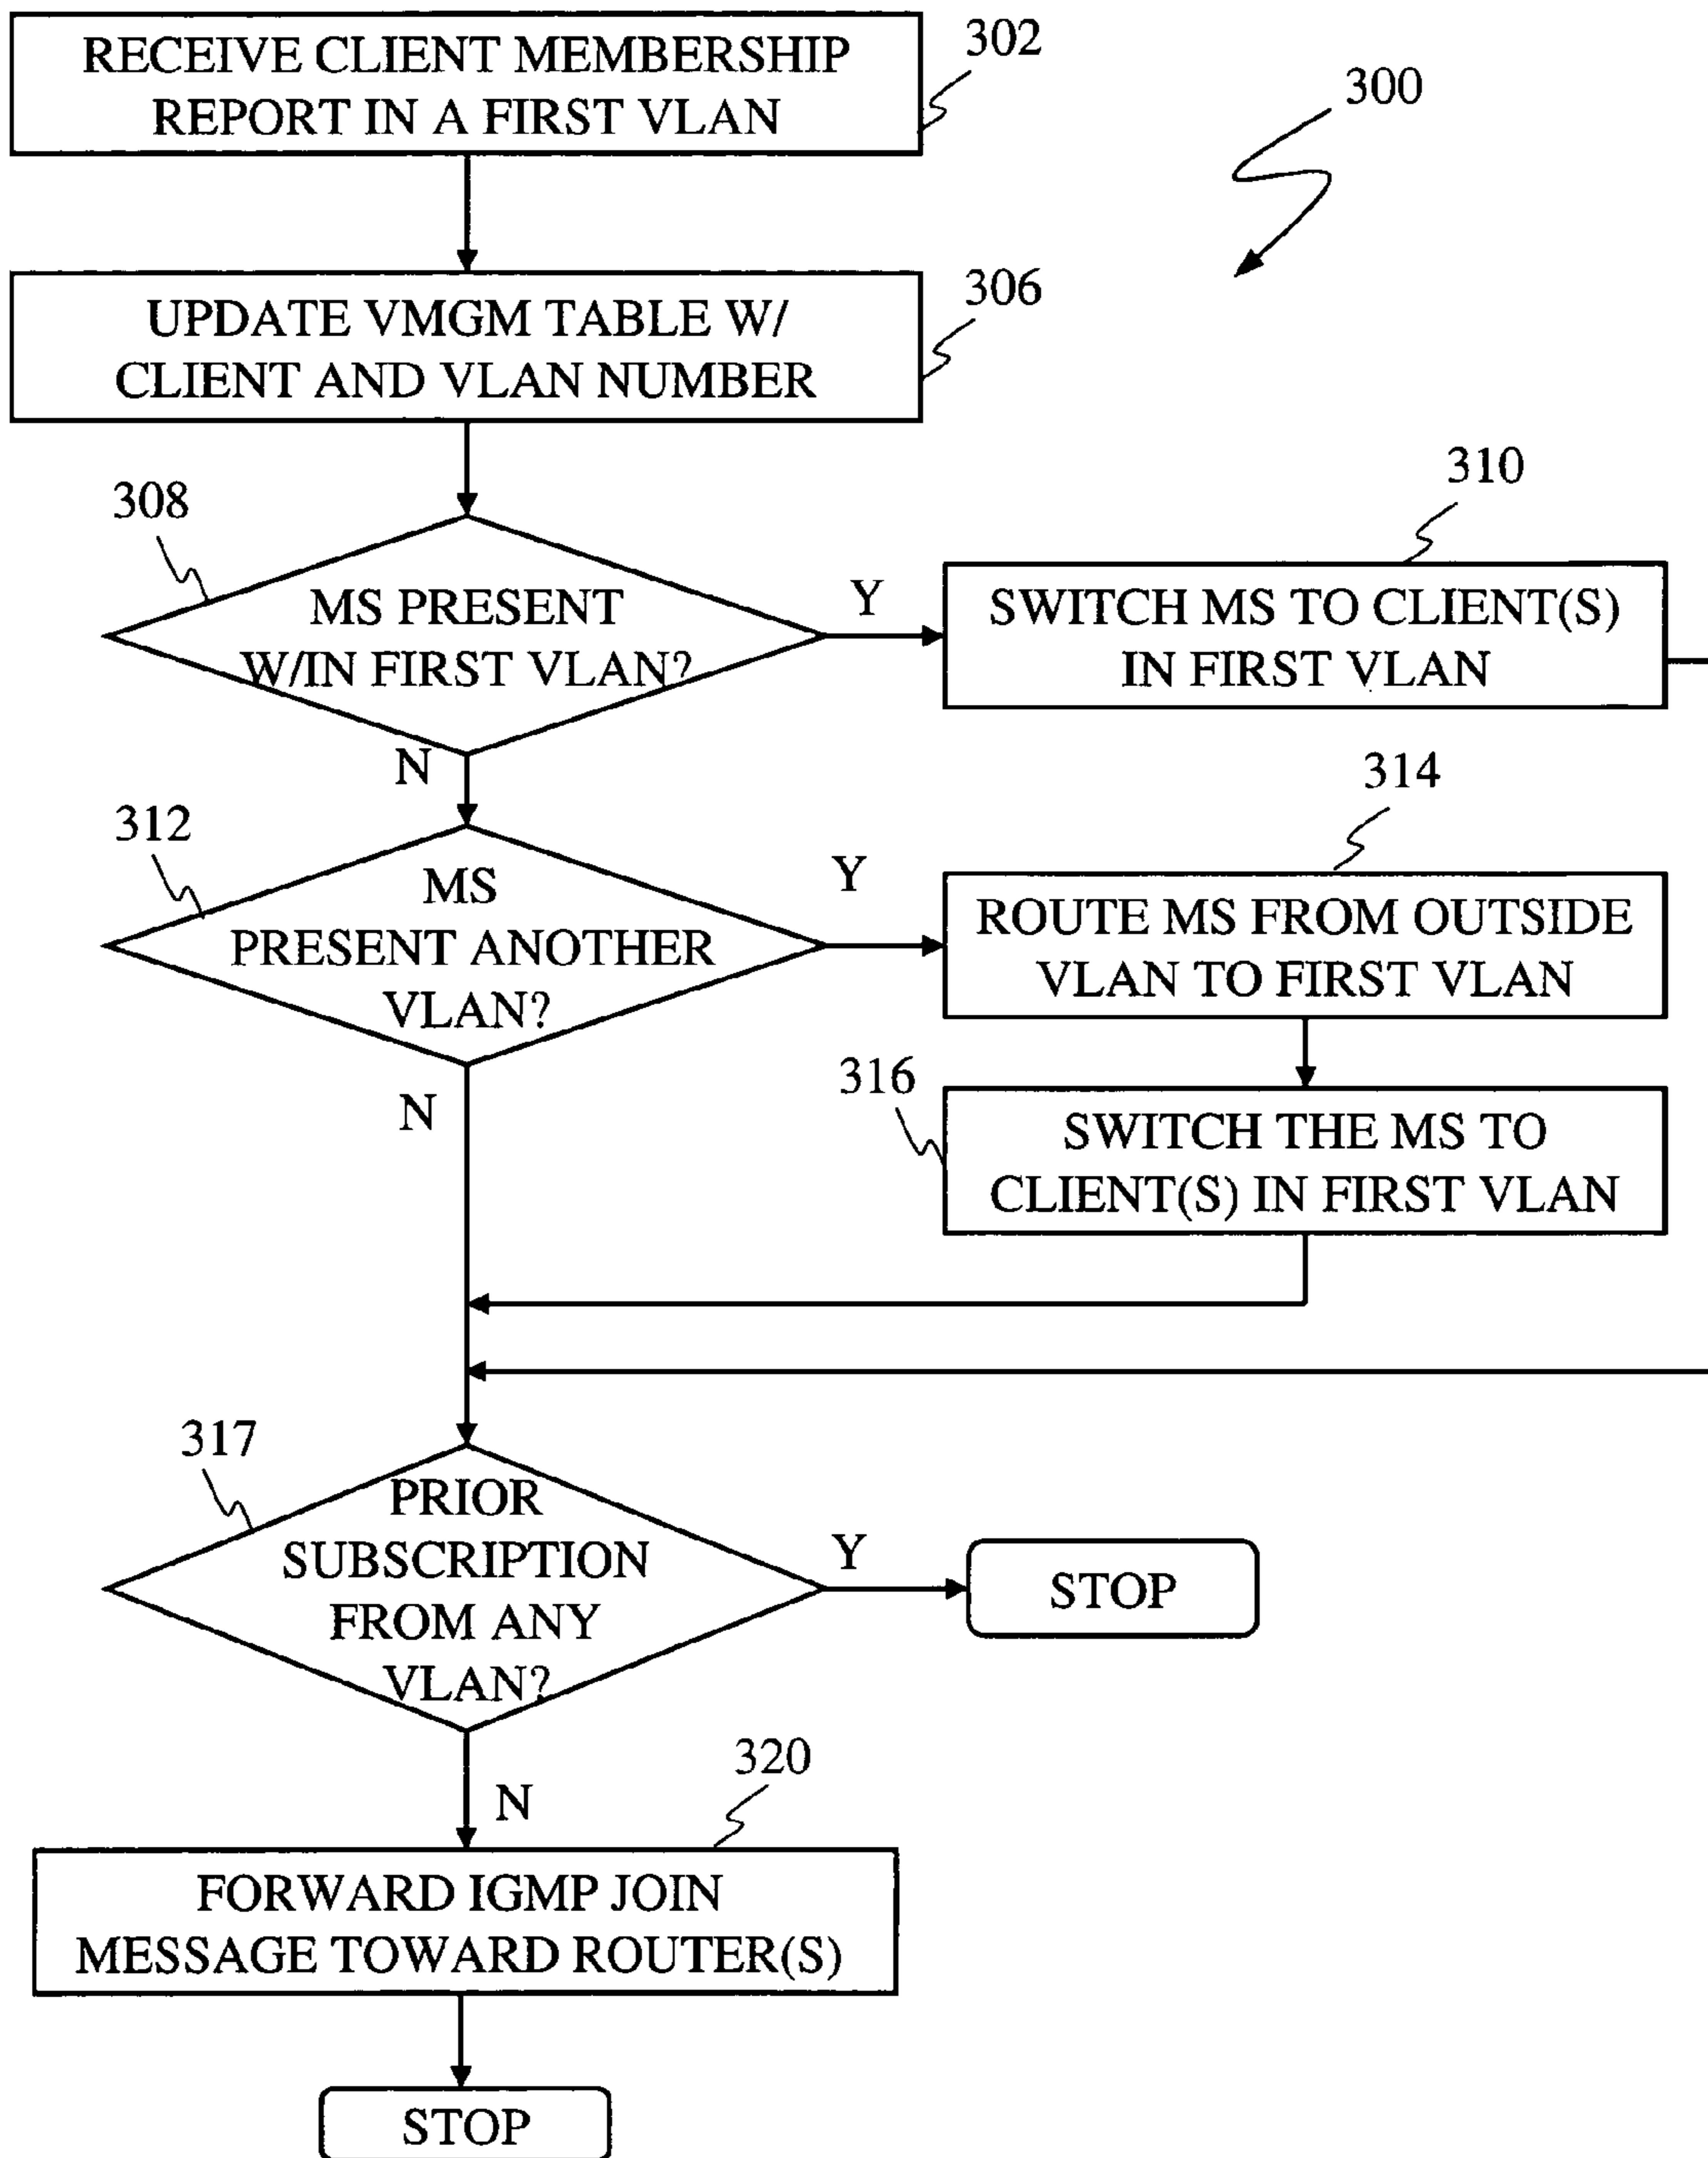 RECEIVE CLIENT MEMBERSHIP
REPORT IN A FIRST VLAN
302
300
UPDATE VMGM TABLE W/
CLIENT AND VLAN NUMBER
306
308
MS PRESENT
W/IN FIRST VLAN?
Y
310
SWITCH MS TO CLIENT(S)
IN FIRST VLAN
N
312
MS
PRESENT ANOTHER
VLAN?
Y
314
ROUTE MS FROM OUTSIDE
VLAN TO FIRST VLAN
316
SWITCH THE MS TO
CLIENT(S) IN FIRST VLAN
N
317
PRIOR
SUBSCRIPTION
FROM ANY
VLAN?
Y
STOP
N
320
FORWARD IGMP JOIN
MESSAGE TOWARD ROUTER(S)
STOP